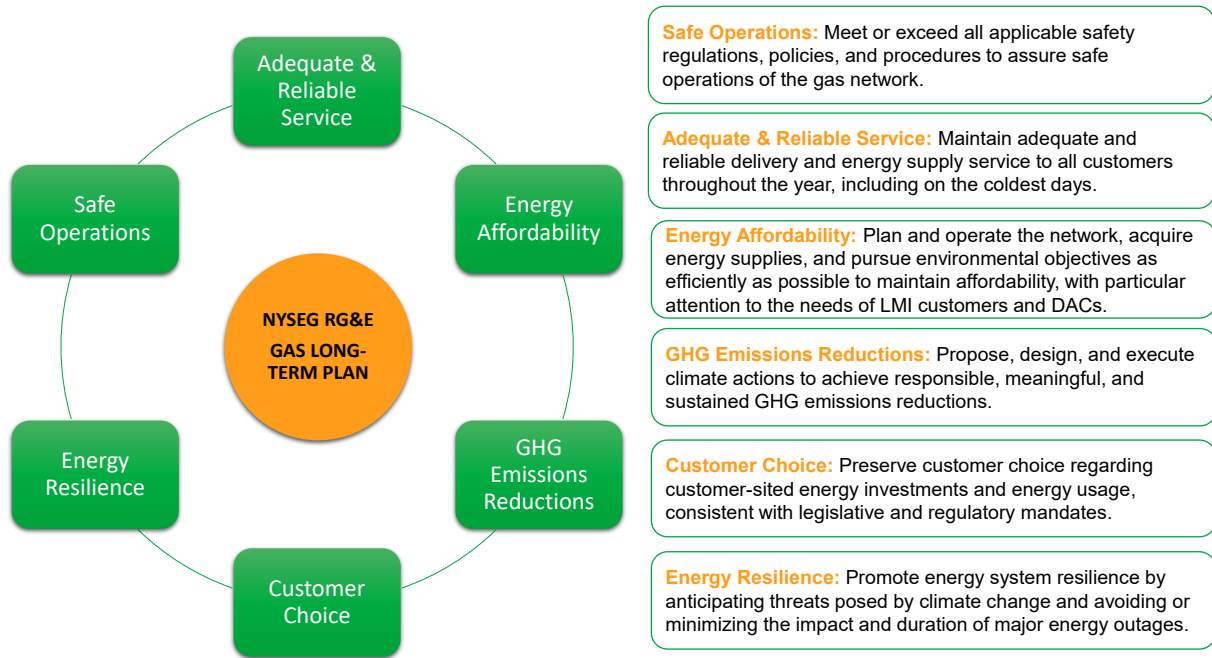 Adequate &
Reliable
Service
Safe
Operations
Energy
Affordability
NYSEG RG&E
GAS LONG-
TERM PLAN
Energy
Resilience
GHG
Emissions
Reductions
Customer
Choice
Safe Operations: Meet or exceed all applicable safety
regulations, policies, and procedures to assure safe
operations of the gas network.
Adequate & Reliable Service: Maintain adequate and
reliable delivery and energy supply service to all customers
throughout the year, including on the coldest days.
Energy Affordability: Plan and operate the network, acquire
energy supplies, and pursue environmental objectives as
efficiently as possible to maintain affordability, with particular
attention to the needs of LMI customers and DACs.
GHG Emissions Reductions: Propose, design, and execute
climate actions to achieve responsible, meaningful, and
sustained GHG emissions reductions.
Customer Choice: Preserve customer choice regarding
customer-sited energy investments and energy usage,
consistent with legislative and regulatory mandates.
Energy Resilience: Promote energy system resilience by
anticipating threats posed by climate change and avoiding or
minimizing the impact and duration of major energy outages.